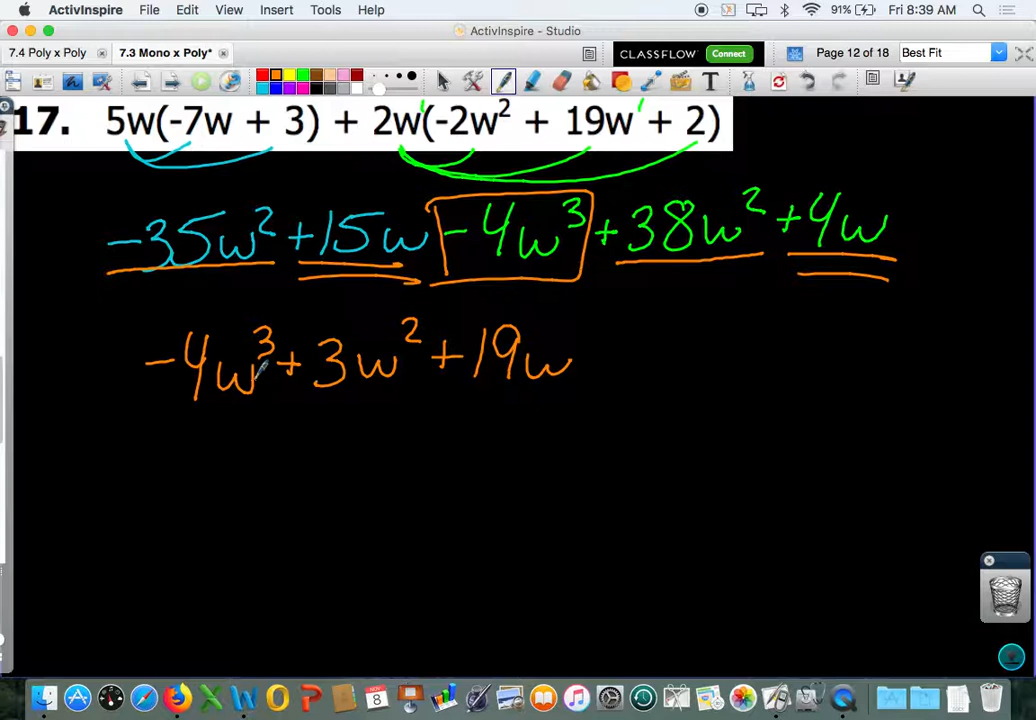 ActivInspire File Edit View Insert Tools Help 91% Fri 8:39 AM
ActivInspire - Studio
7.4 Poly x Poly 7.3 Mono x Poly* CLASSFLOW Connect Page 12 of 18 Best Fit
17. 5w(-7w + 3) + 2w(-2w² + 19w + 2)
-35w² +15w -4w³ +38w² +4w
-4w³ + 3w² + 19w